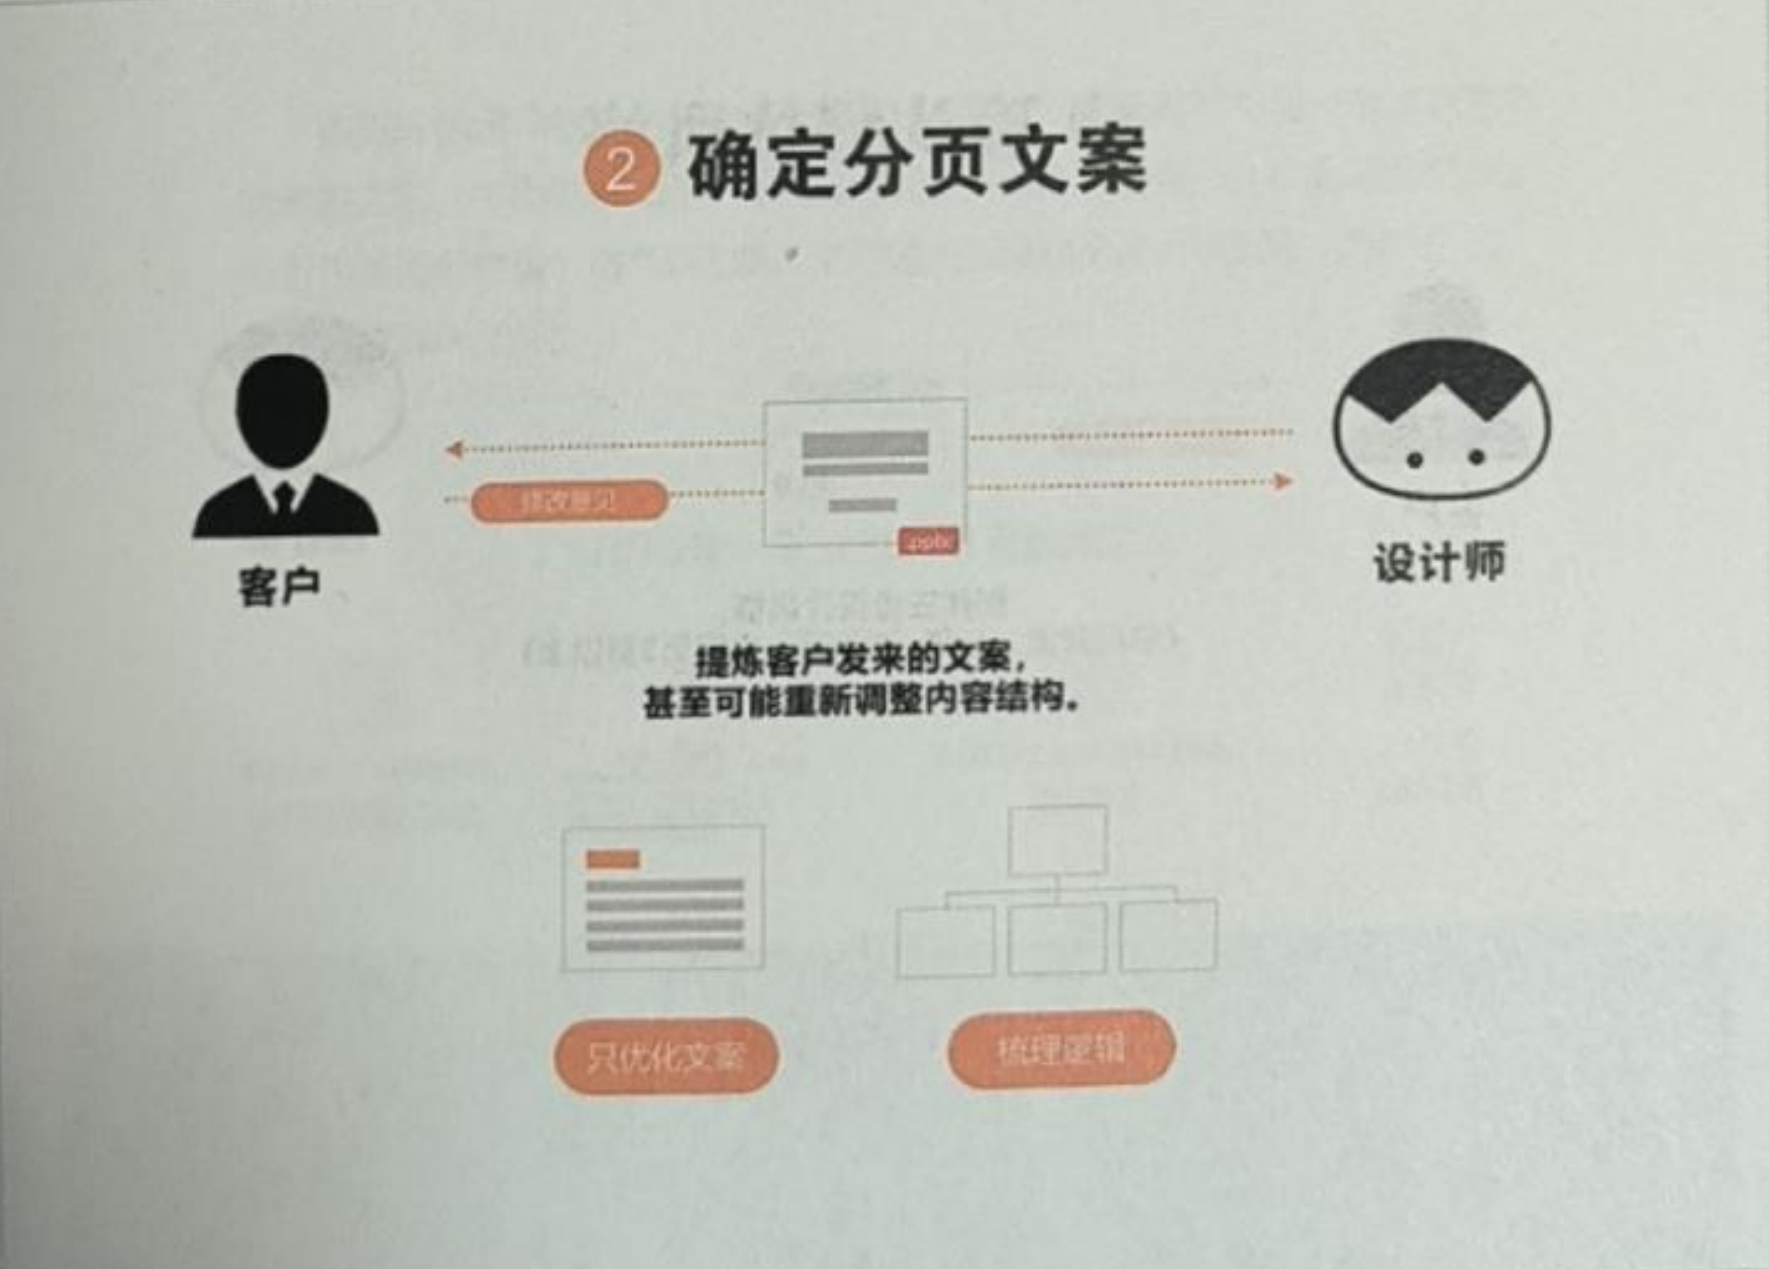 2 确定分页文案
修改意见
.pptx
客户
设计师
提炼客户发来的文案，
甚至可能重新调整内容结构。
只优化文案
梳理逻辑